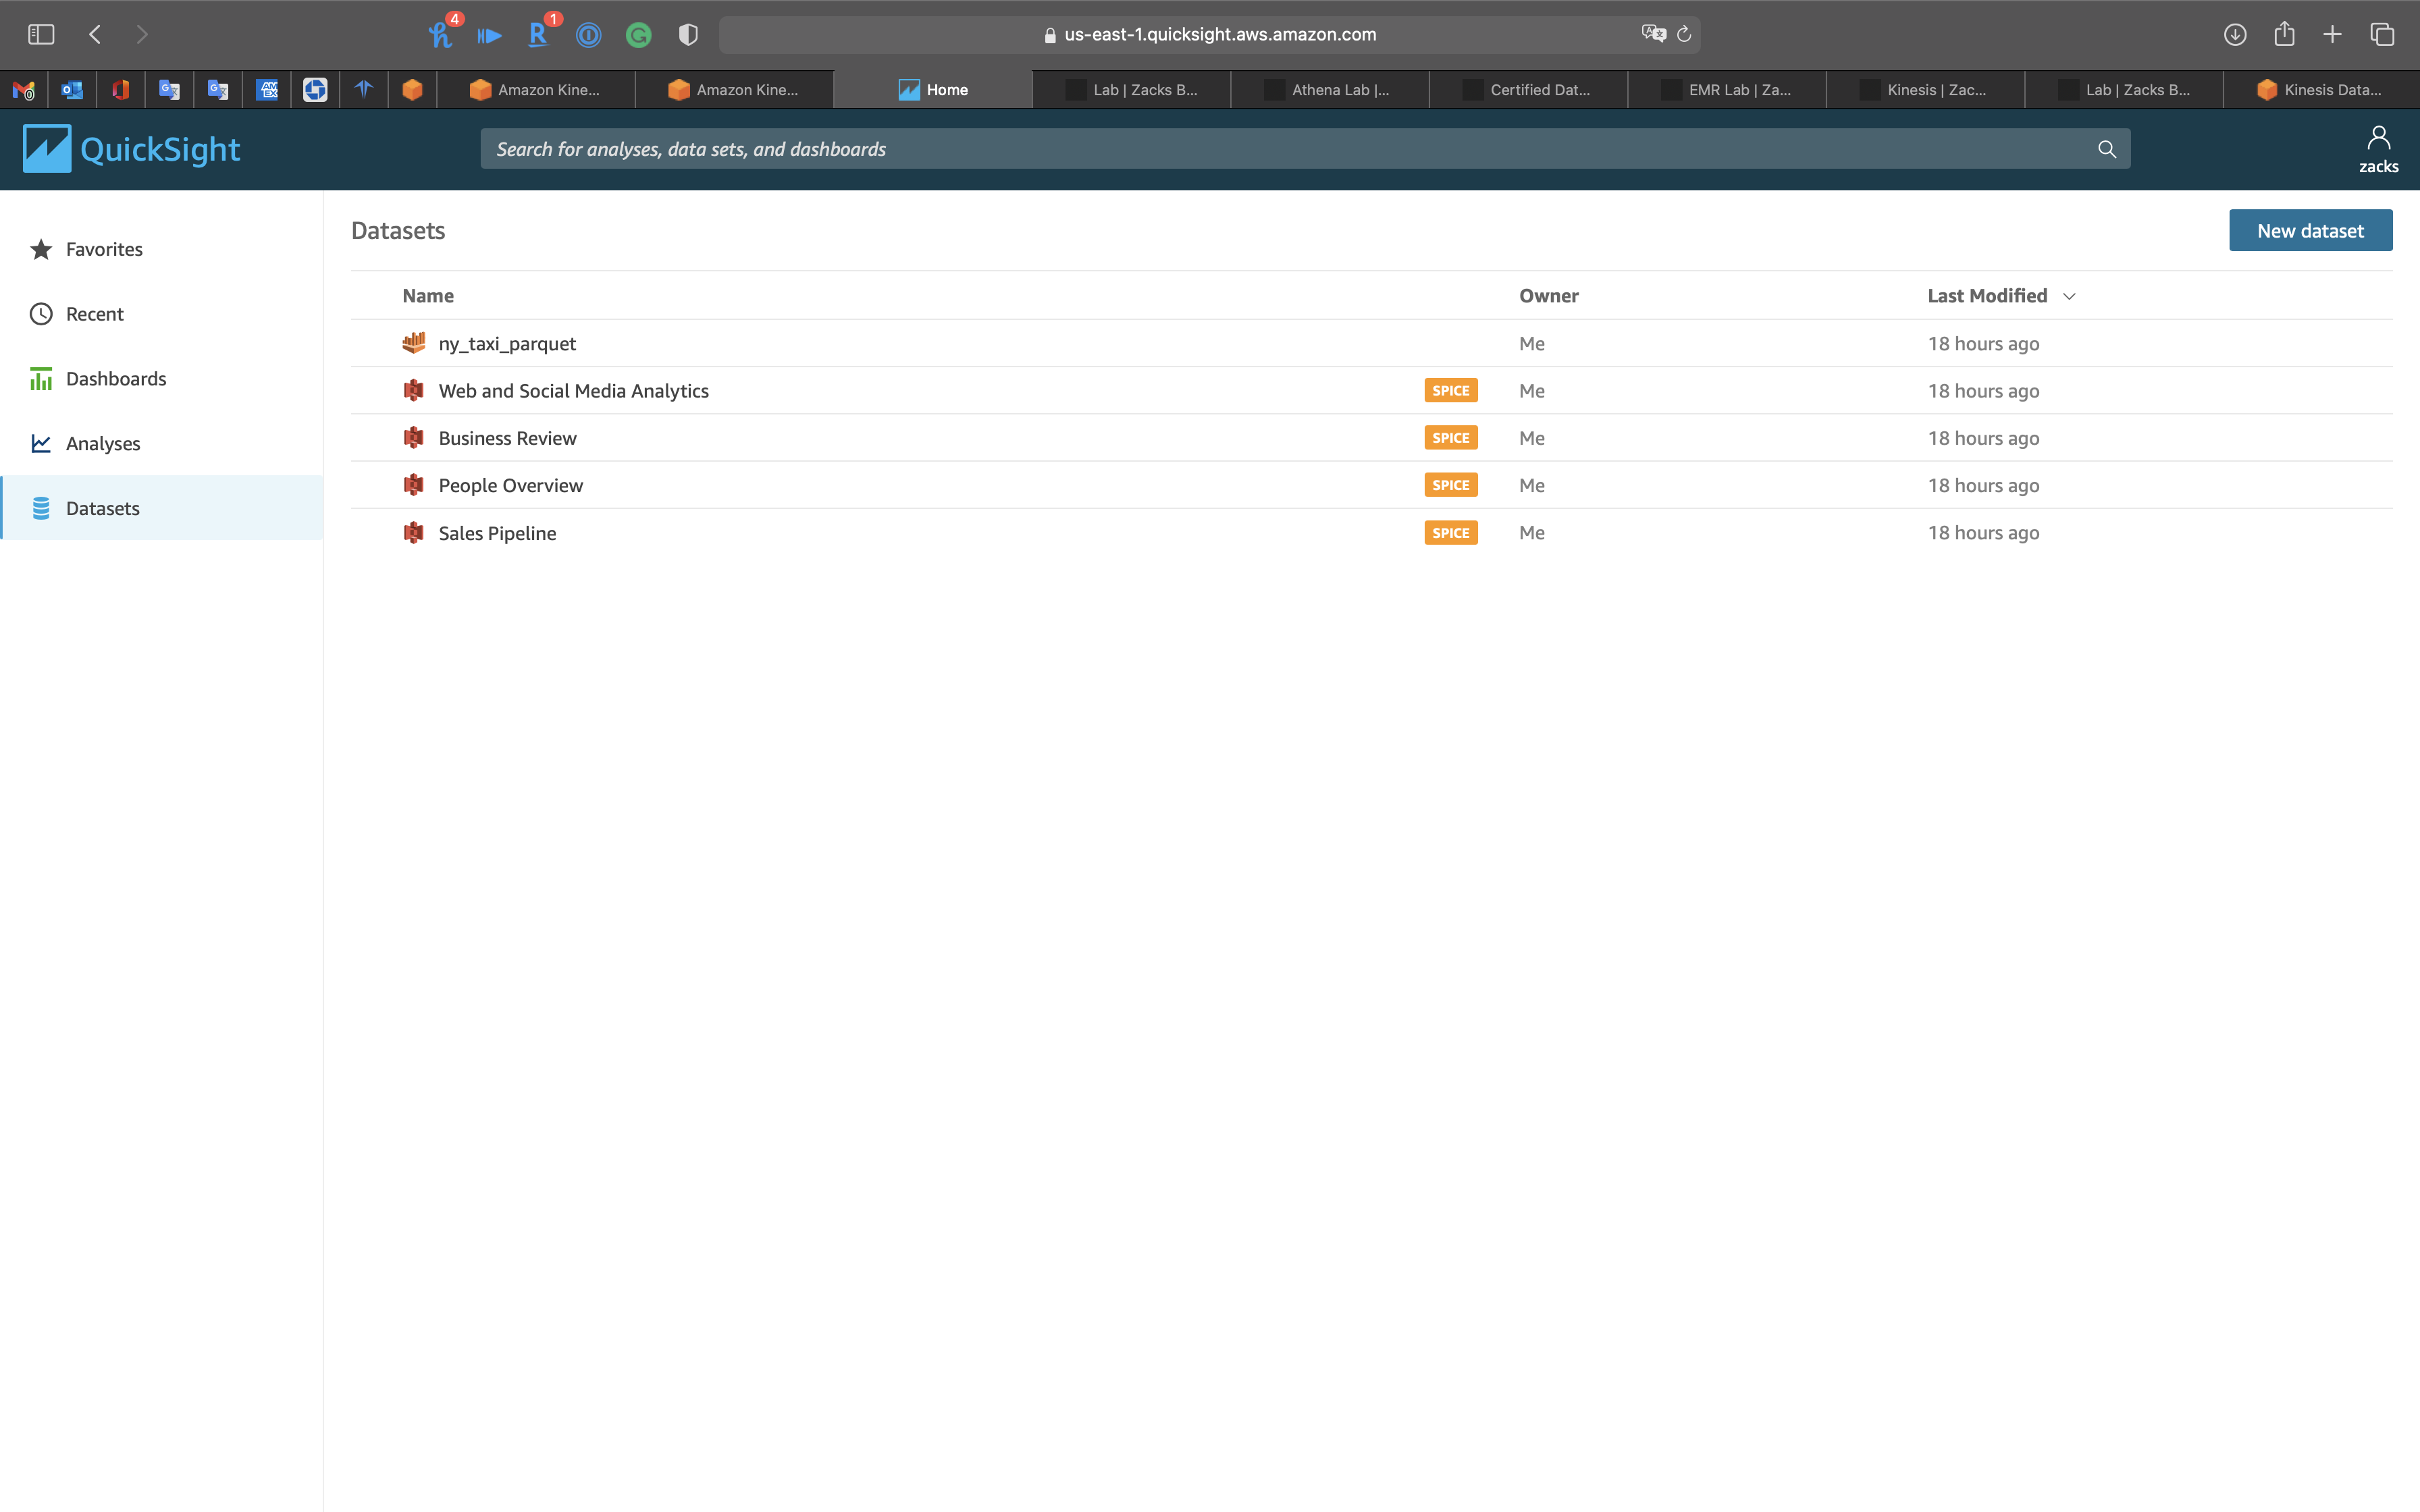 4
1
R
us-east-1.quicksight.aws.amazon.com
Amazon Kine...
Amazon Kine...
Home
Lab | Zacks B...
Athena Lab |...
Certified Dat...
EMR Lab | Za...
Kinesis | Zac...
Lab | Zacks B...
Kinesis Data...
QuickSight
Search for analyses, data sets, and dashboards
zacks
Favorites
Recent
Dashboards
Analyses
Datasets
Datasets
New dataset
Name Owner Last Modified
ny_taxi_parquet Me 18 hours ago
Web and Social Media Analytics SPICE Me 18 hours ago
Business Review SPICE Me 18 hours ago
People Overview SPICE Me 18 hours ago
Sales Pipeline SPICE Me 18 hours ago